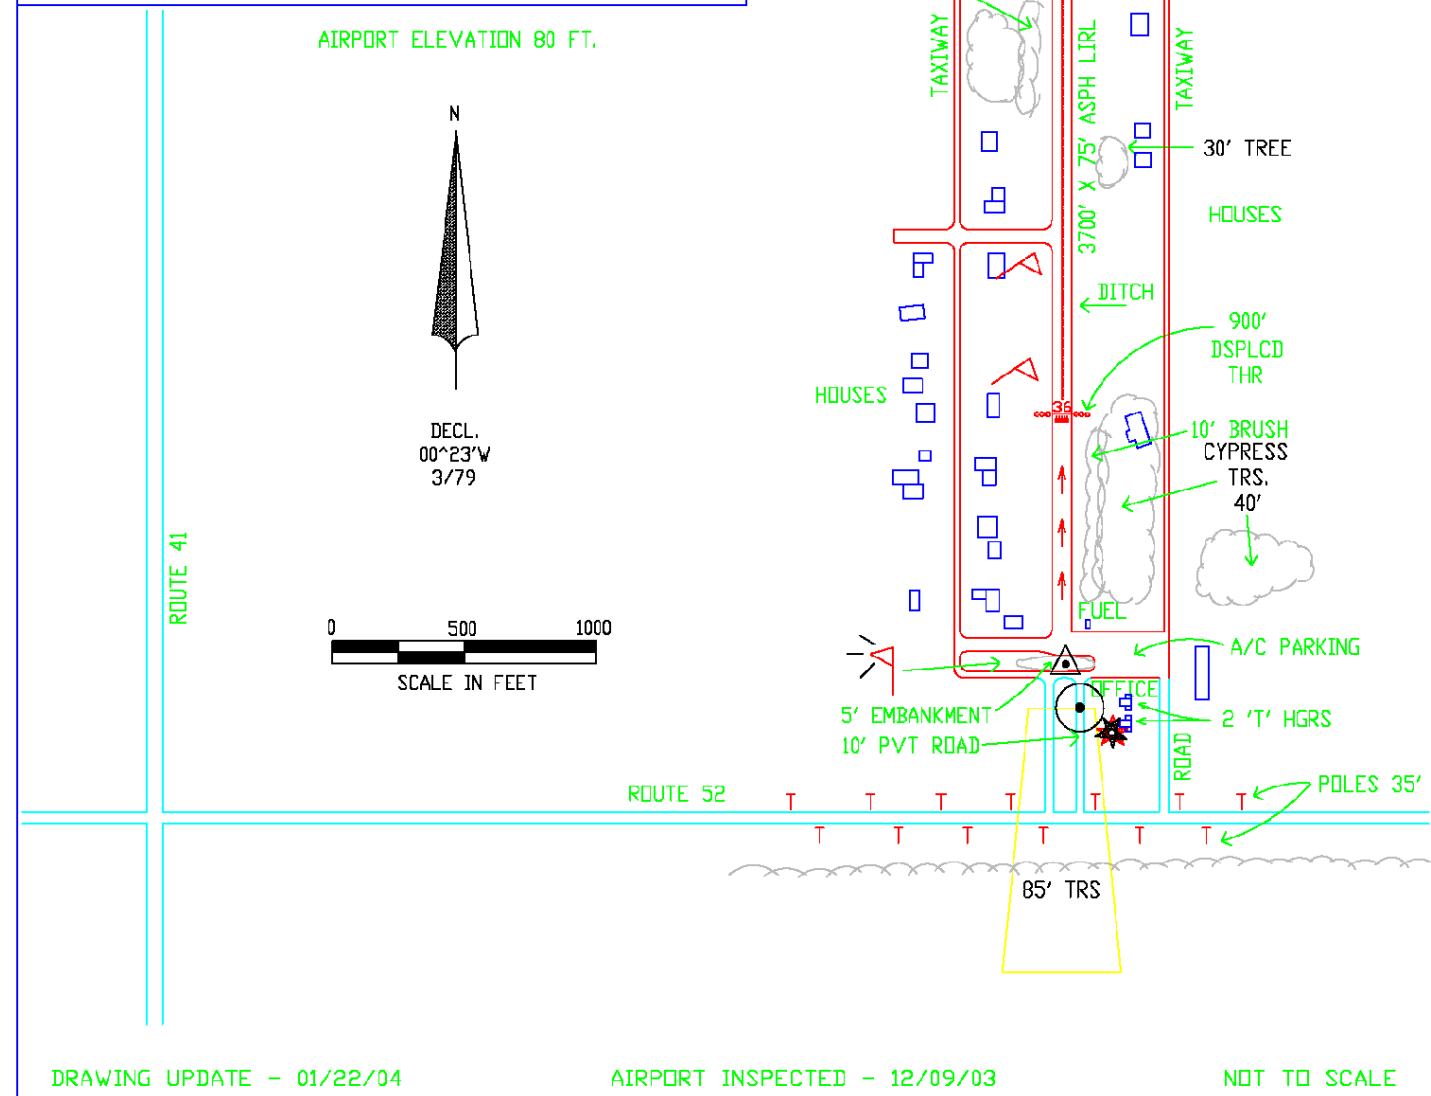 AIRPORT ELEVATION 80 FT.
TAXIWAY
3700' X 75' ASPH LIRL
TAXIWAY
N
30' TREE
HOUSES
DITCH
900'
DSPLCD
THR
HOUSES
36
10' BRUSH
CYPRESS
TRS.
40'
DECL.
00^23'W
3/79
ROUTE 41
FUEL
0 500 1000
SCALE IN FEET
A/C PARKING
OFFICE
5' EMBANKMENT
2 'T' HGRS
10' PVT ROAD
ROAD
ROUTE 52
POLES 35'
85' TRS
DRAWING UPDATE - 01/22/04
AIRPORT INSPECTED - 12/09/03
NOT TO SCALE